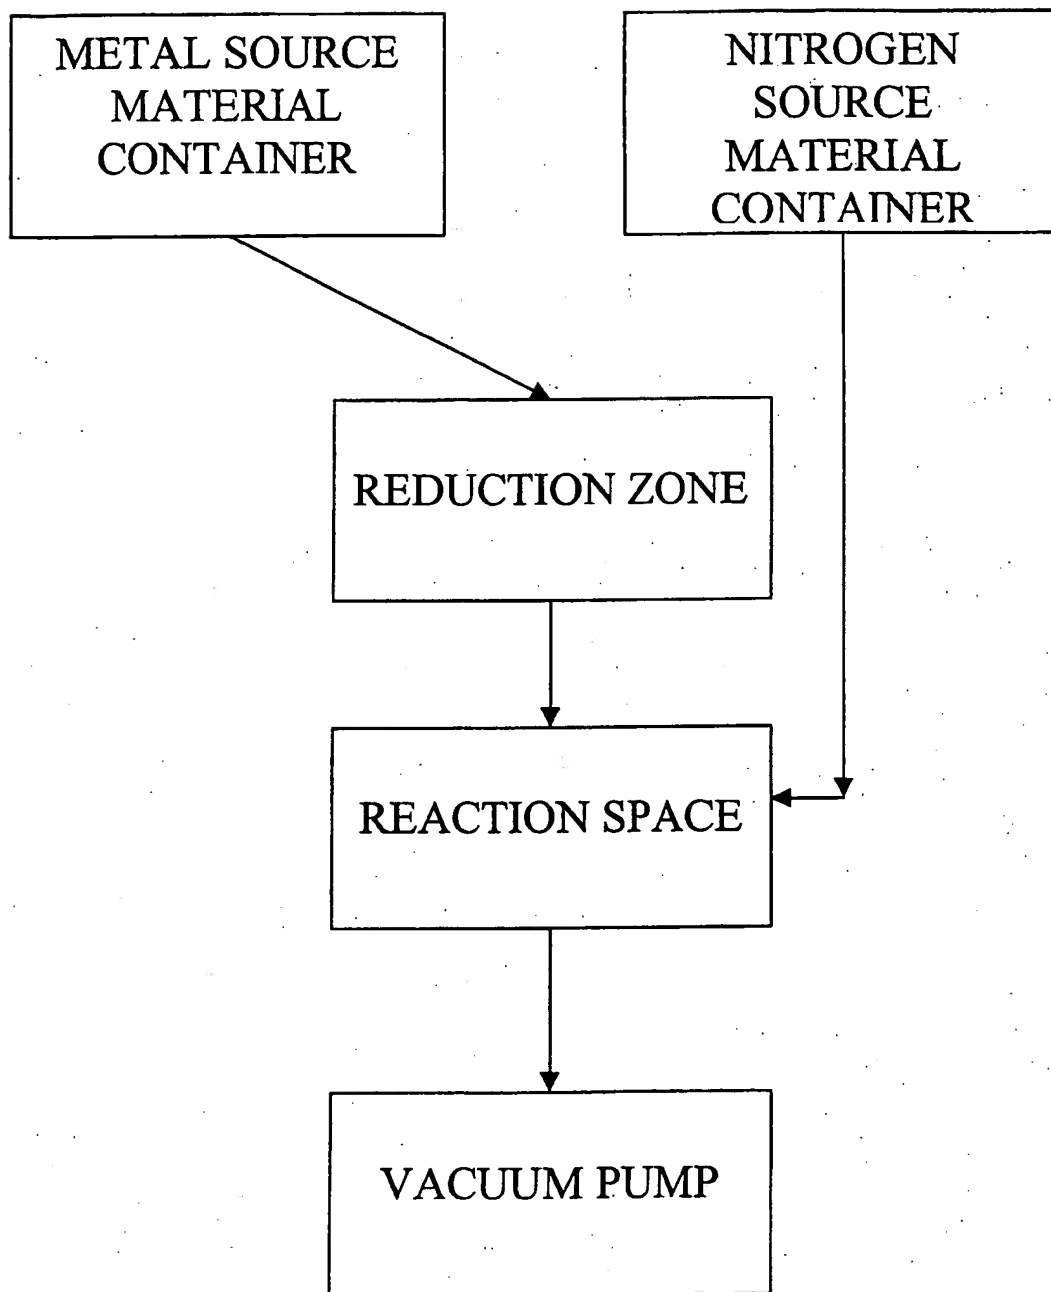 METAL SOURCE
MATERIAL
CONTAINER
NITROGEN
SOURCE
MATERIAL
CONTAINER
REDUCTION ZONE
REACTION SPACE
VACUUM PUMP